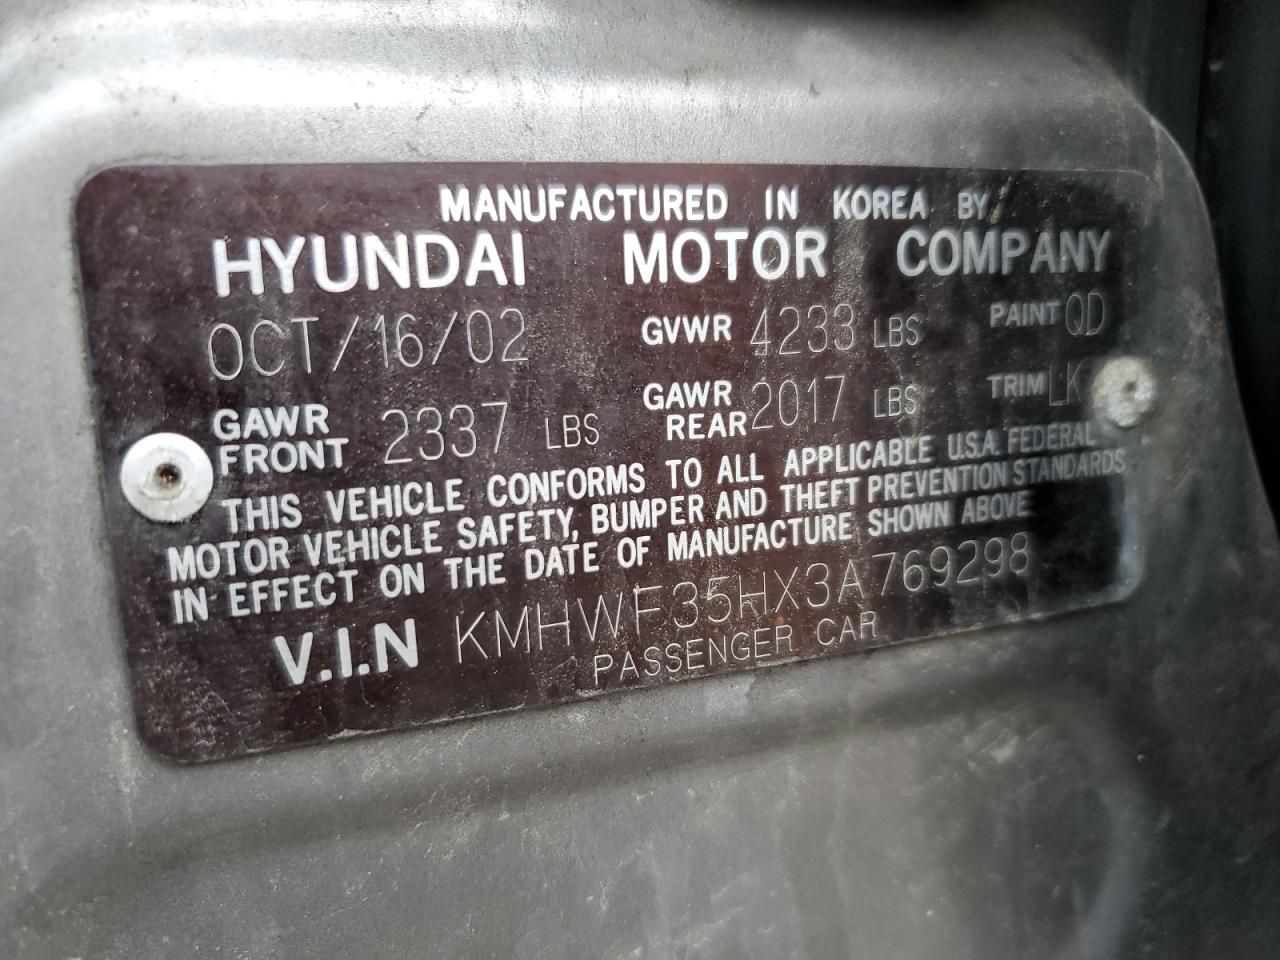 MANUFACTURED IN KOREA BY
HYUNDAI MOTOR COMPANY
OCT/16/02 GVWR 4233 LBS PAINT QD
GAWR FRONT 2337 LBS GAWR REAR 2017 LBS TRIM LK
THIS VEHICLE CONFORMS TO ALL APPLICABLE U.S.A. FEDERAL
MOTOR VEHICLE SAFETY, BUMPER AND THEFT PREVENTION STANDARDS
IN EFFECT ON THE DATE OF MANUFACTURE SHOWN ABOVE
V.I.N KMHWF35HX3A769298
PASSENGER CAR